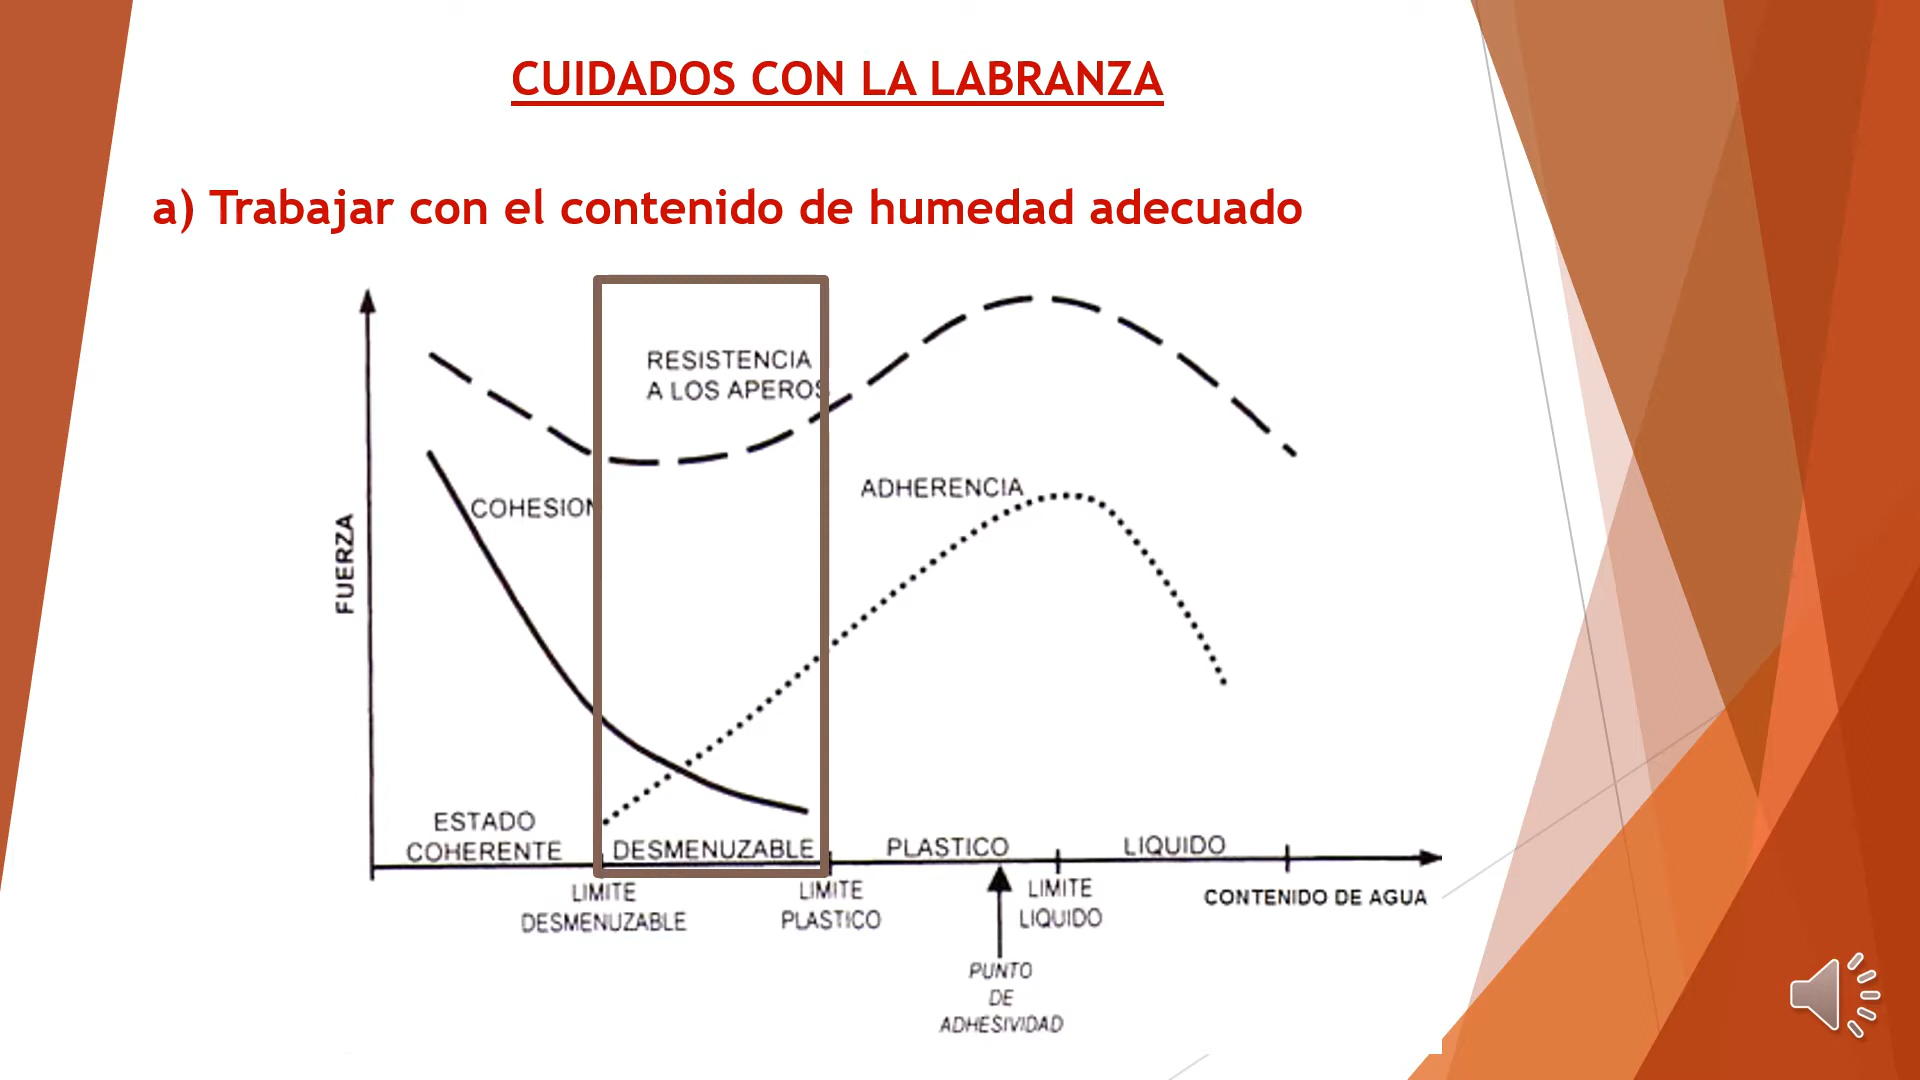 CUIDADOS CON LA LABRANZA
a) Trabajar con el contenido de humedad adecuado
RESISTENCIA
A LOS APEROS
COHESION
ADHERENCIA
FUERZA
ESTADO
COHERENTE
DESMENUZABLE
PLASTICO
LIQUIDO
LIMITE
DESMENUZABLE
LIMITE
PLASTICO
LIMITE
LIQUIDO
CONTENIDO DE AGUA
PUNTO
DE
ADHESIVIDAD